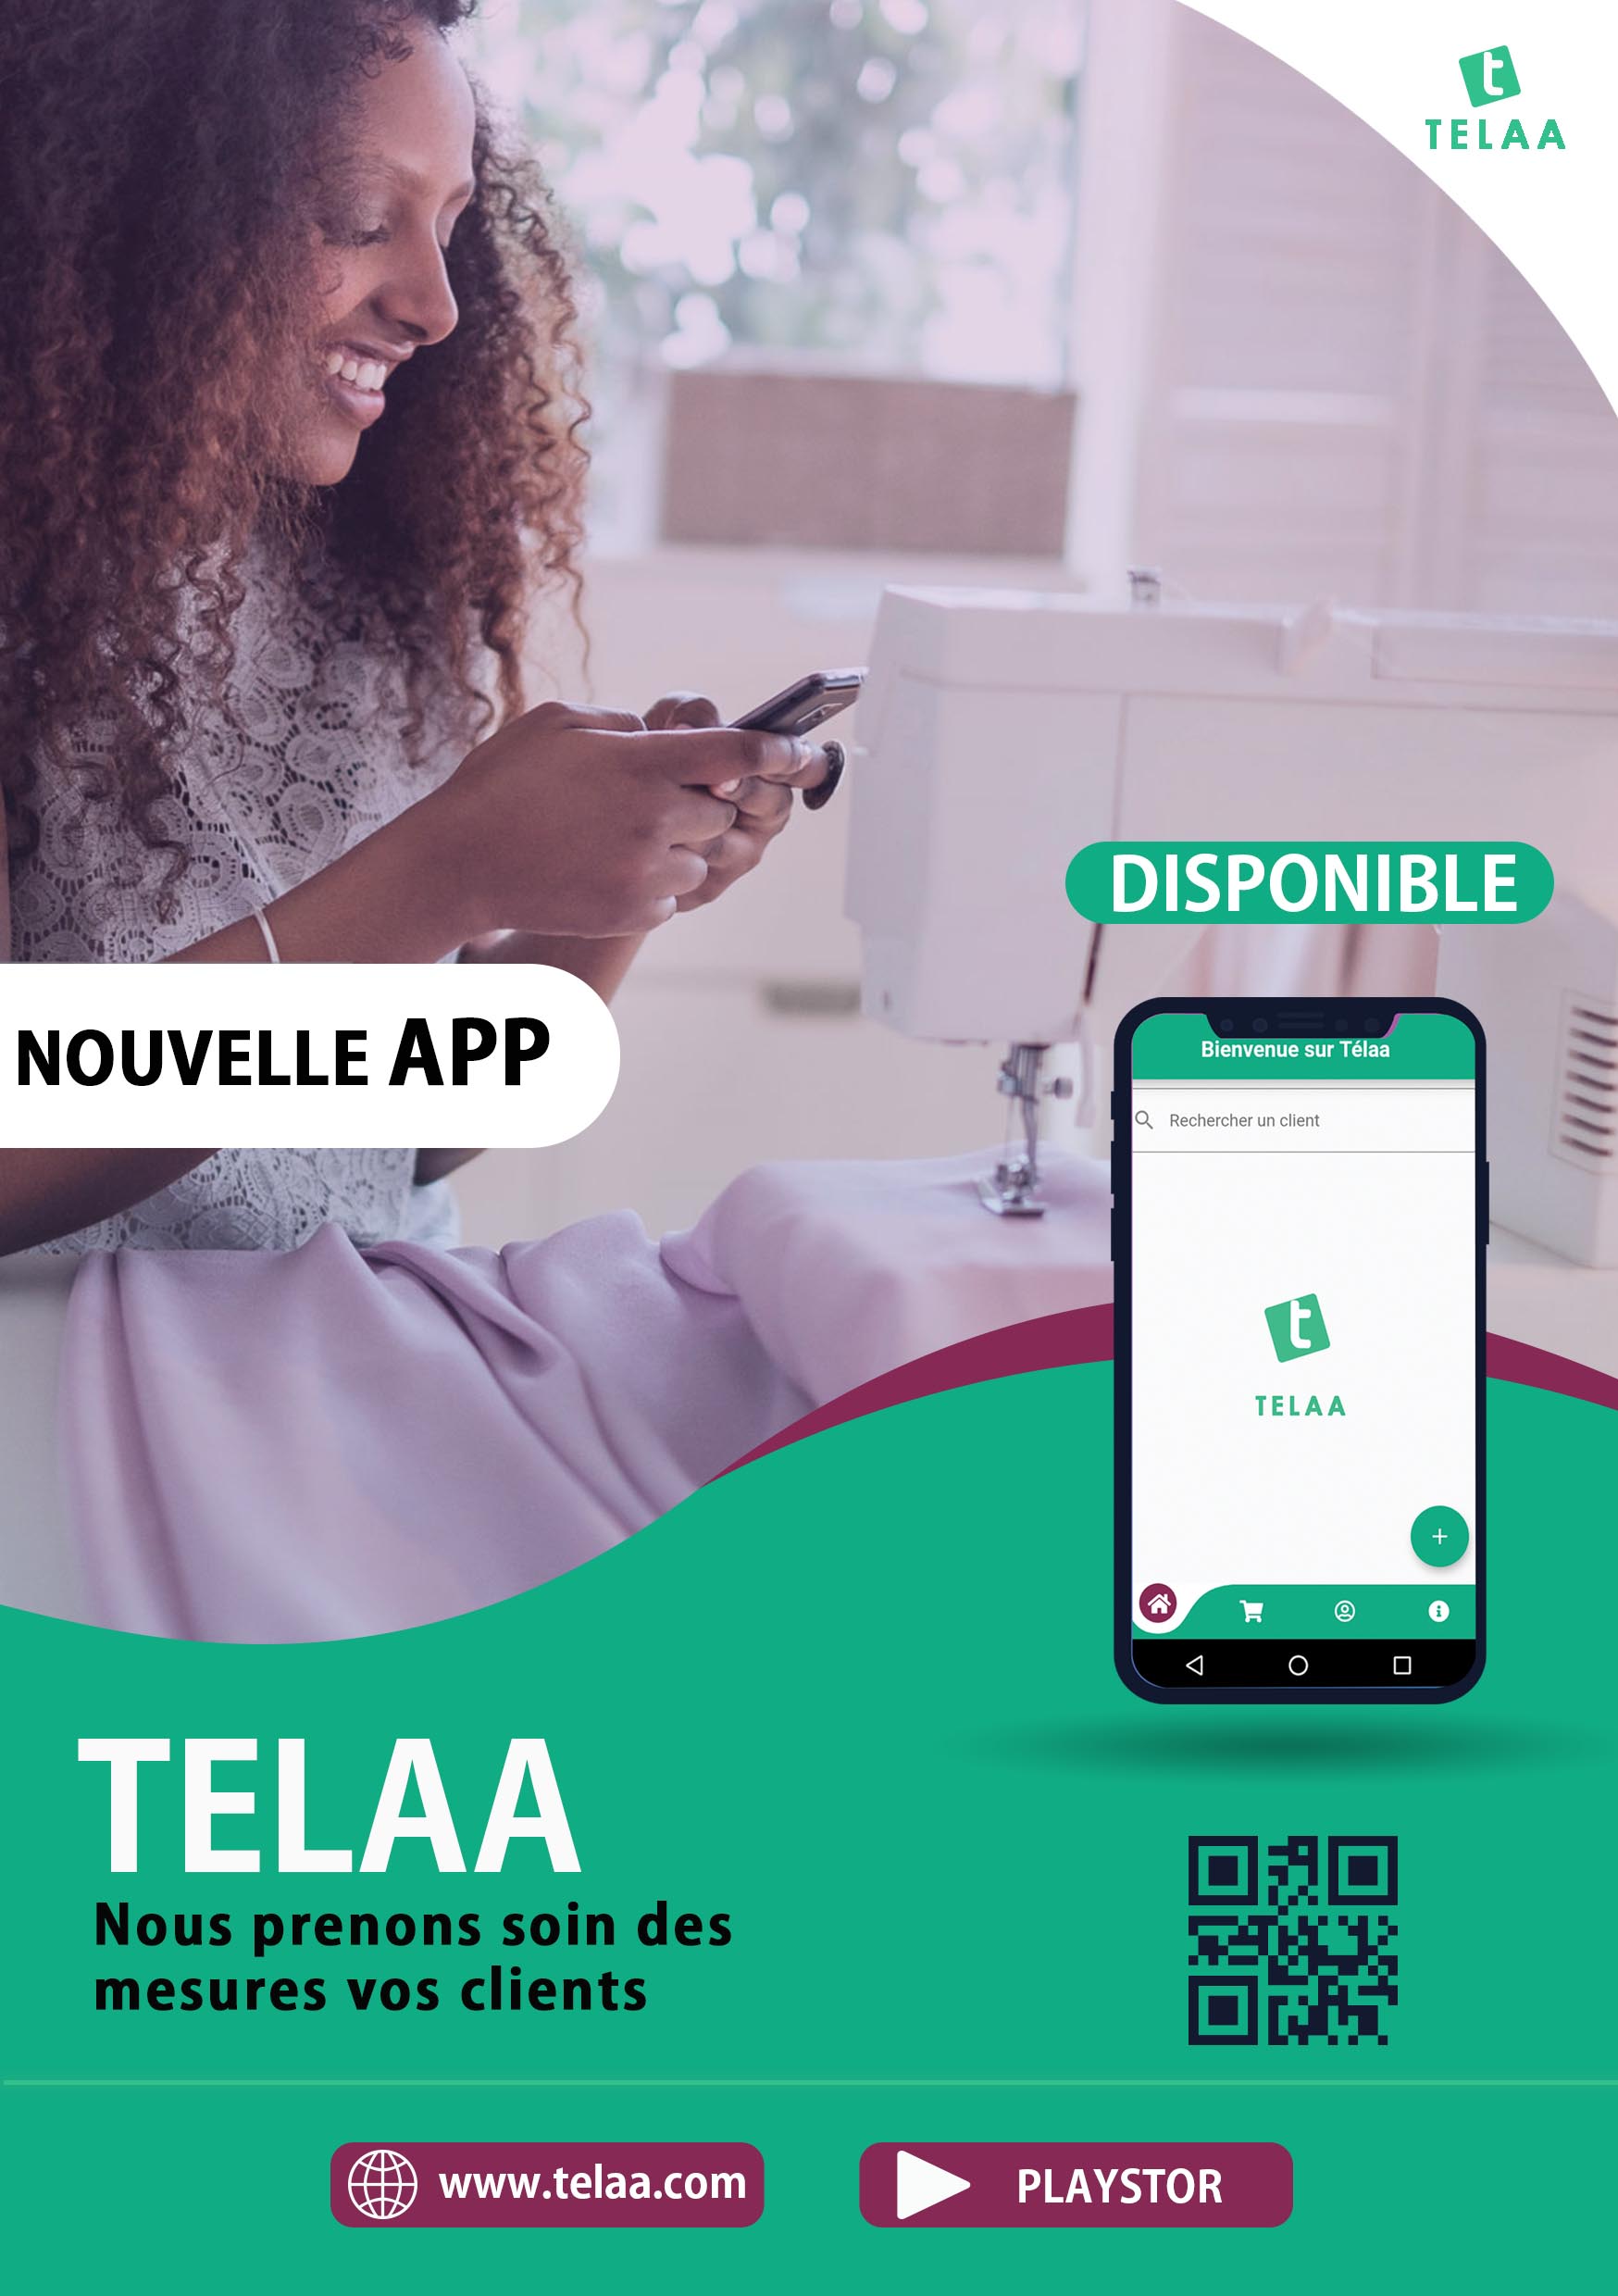 t
TELAA
DISPONIBLE
NOUVELLE APP
Bienvenue sur Télaa
Rechercher un client
t
TELAA
+
TELAA
Nous prenons soin des
mesures vos clients
www.telaa.com
PLAYSTOR